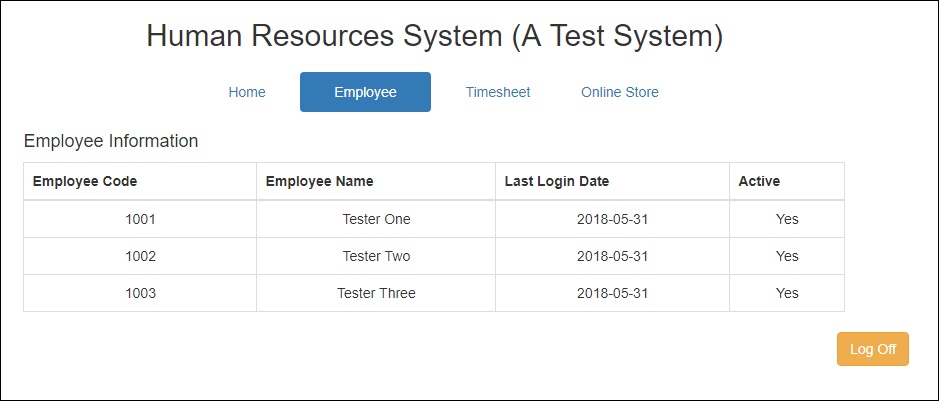 Human Resources System (A Test System)
Home Employee Timesheet Online Store
Employee Information
Employee Code Employee Name Last Login Date Active
1001 Tester One 2018-05-31 Yes
1002 Tester Two 2018-05-31 Yes
1003 Tester Three 2018-05-31 Yes
Log Off